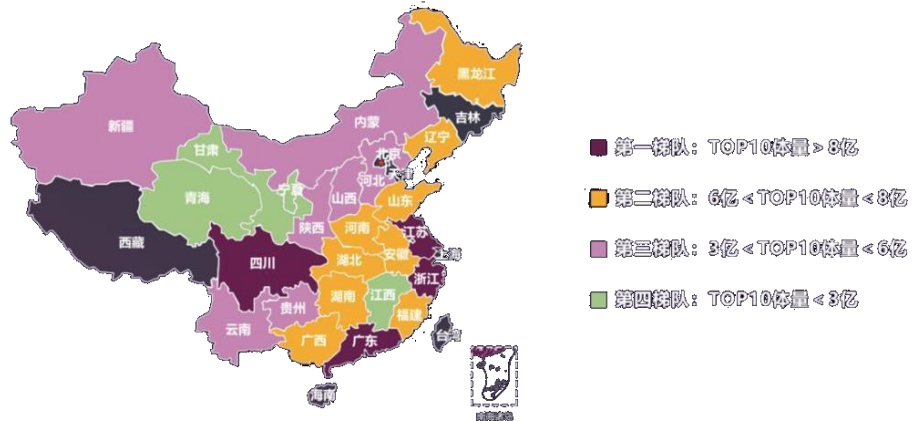 黑龙江
吉林
辽宁
内蒙
新疆
甘肃
北京
天津
河北
宁夏
山西
山东
青海
陕西
河南
江苏
西藏
四川
湖北
安徽
上海
浙江
湖南
江西
贵州
福建
云南
广西
广东
台湾
海南
南海诸岛
第一梯队：TOP10体量＞8亿
第二梯队：6亿＜TOP10体量＜8亿
第三梯队：3亿＜TOP10体量＜6亿
第四梯队：TOP10体量＜3亿